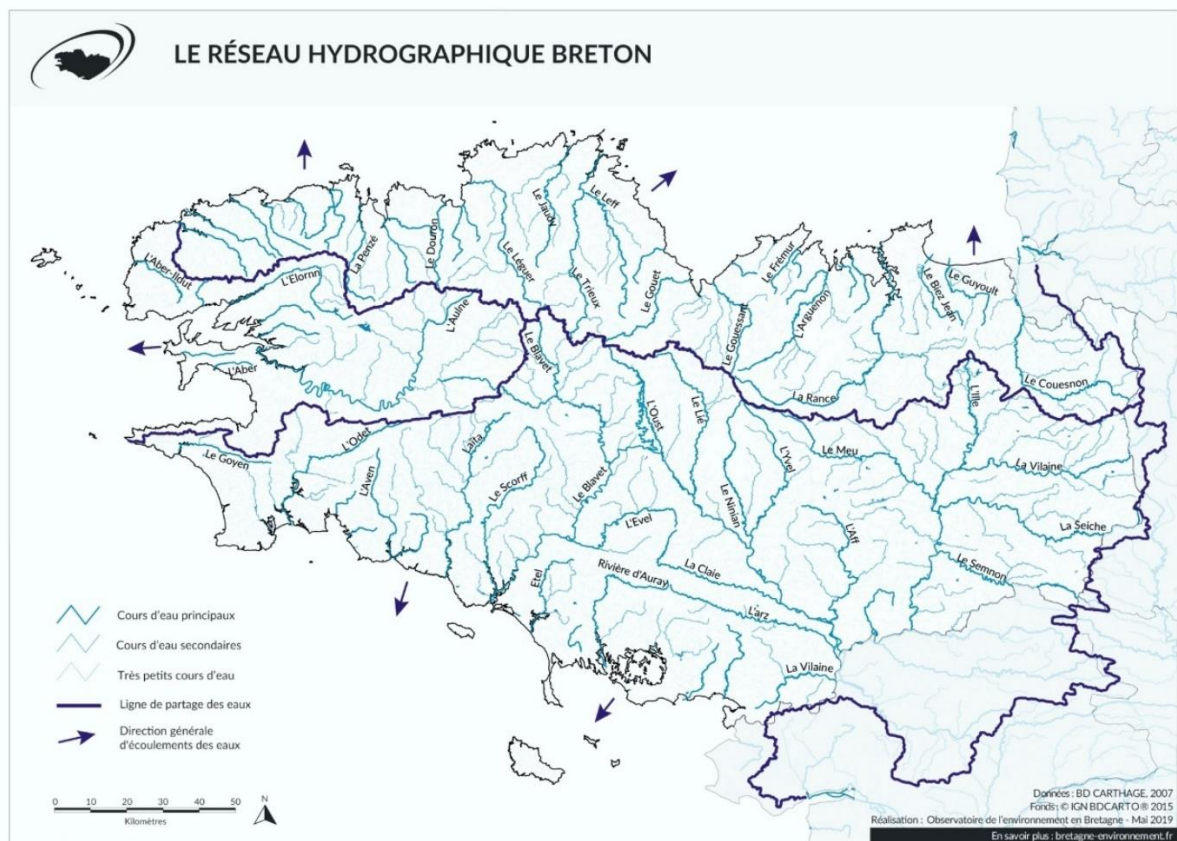 LE RÉSEAU HYDROGRAPHIQUE BRETON
L'Aber-Ildut
L'Elornn
La Penzé
Le Douron
Le Léguer
Le Jaudy
Le Leff
Le Trieux
Le Gouet
Le Gouessant
Le Frémur
L'Arguenon
Le Biez Jean
Le Guyoult
L'Aulne
L'Aber
Le Blavet
La Rance
L'Ille
Le Couesnon
Le Goyen
L'Odet
L'Aven
Laïta
Le Scorff
Le Blavet
L'Oust
Le Lié
Le Ninian
L'Yvel
Le Meu
La Vilaine
La Seiche
Le Semnon
L'Evel
L'Aff
La Claie
Etel
Rivière d'Auray
L'arz
La Vilaine
Cours d'eau principaux
Cours d'eau secondaires
Très petits cours d'eau
Ligne de partage des eaux
Direction générale
d'écoulements des eaux
0 10 20 30 40 50
Kilomètres
N
Données : BD CARTHAGE, 2007
Fonds : © IGN BDCARTO ® 2015
Réalisation : Observatoire de l'environnement en Bretagne - Mai 2019
En savoir plus : bretagne-environnement.fr